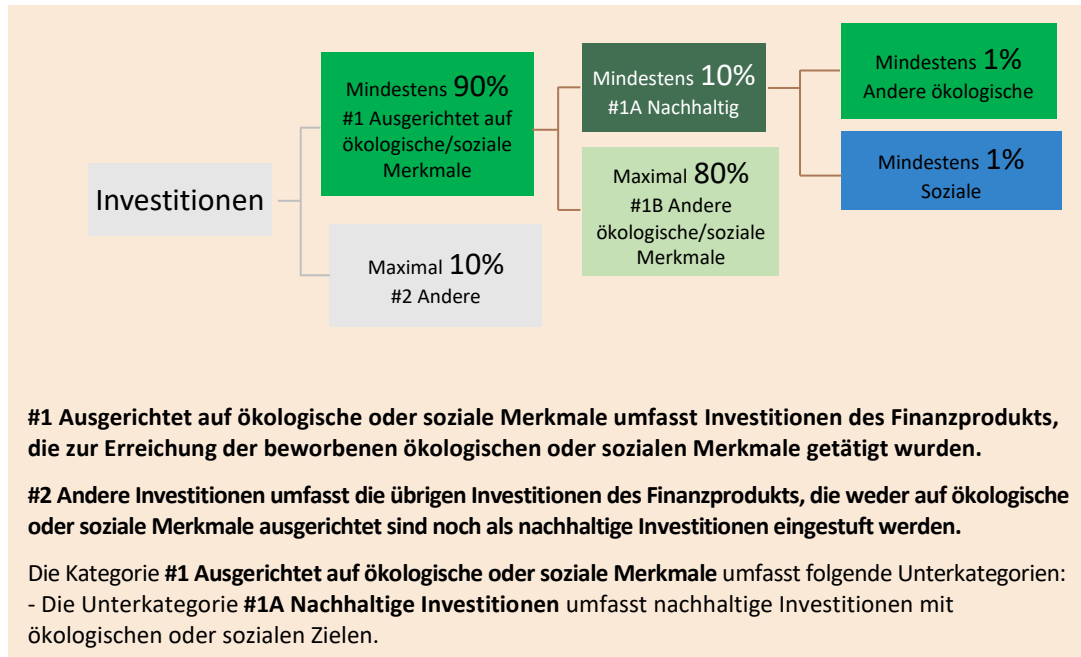 Investitionen
Mindestens 90%
#1 Ausgerichtet auf
ökologische/soziale
Merkmale
Maximal 10%
#2 Andere
Mindestens 10%
#1A Nachhaltig
Maximal 80%
#1B Andere
ökologische/soziale
Merkmale
Mindestens 1%
Andere ökologische
Mindestens 1%
Soziale
#1 Ausgerichtet auf ökologische oder soziale Merkmale umfasst Investitionen des Finanzprodukts,
die zur Erreichung der beworbenen ökologischen oder sozialen Merkmale getätigt wurden.
#2 Andere Investitionen umfasst die übrigen Investitionen des Finanzprodukts, die weder auf ökologische
oder soziale Merkmale ausgerichtet sind noch als nachhaltige Investitionen eingestuft werden.
Die Kategorie #1 Ausgerichtet auf ökologische oder soziale Merkmale umfasst folgende Unterkategorien:
- Die Unterkategorie #1A Nachhaltige Investitionen umfasst nachhaltige Investitionen mit
ökologischen oder sozialen Zielen.